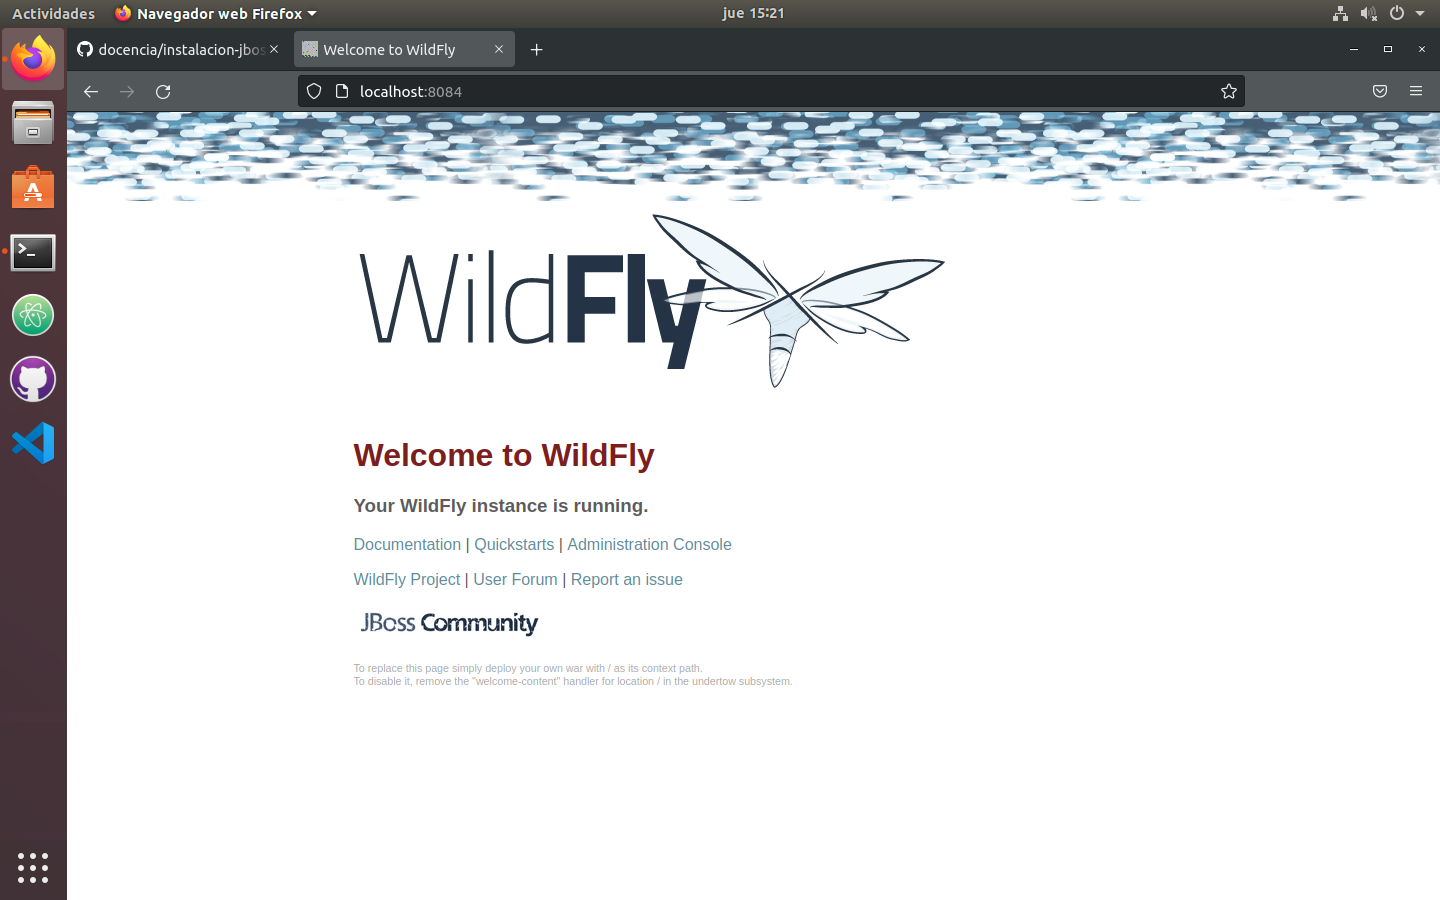 Actividades Navegador web Firefox jue 15:21
docencia/instalacion-jbos Welcome to WildFly
localhost:8084
WildFly
Welcome to WildFly
Your WildFly instance is running.
Documentation | Quickstarts | Administration Console
WildFly Project | User Forum | Report an issue
JBoss Community
To replace this page simply deploy your own war with / as its context path.
To disable it, remove the "welcome-content" handler for location / in the undertow subsystem.